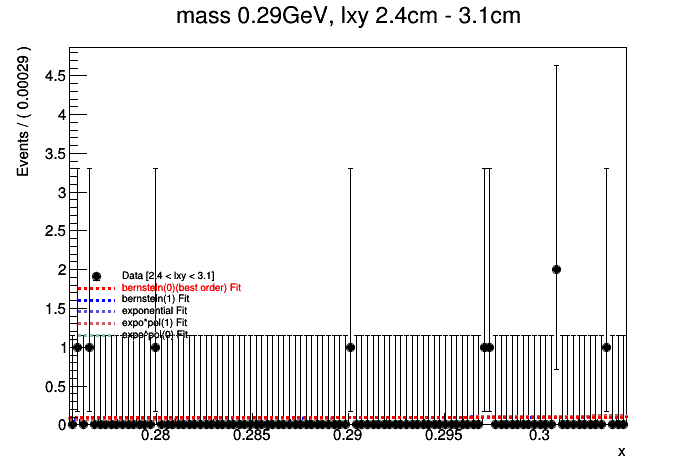 mass 0.29GeV, lxy 2.4cm - 3.1cm
Events / ( 0.00029 )
4.5
4
3.5
3
2.5
2
1.5
1
0.5
0
Data [2.4 < lxy < 3.1]
bernstein(0)(best order) Fit
bernstein(1) Fit
exponential Fit
expo*pol(1) Fit
expo*pol(0) Fit
0.28
0.285
0.29
0.295
0.3
x